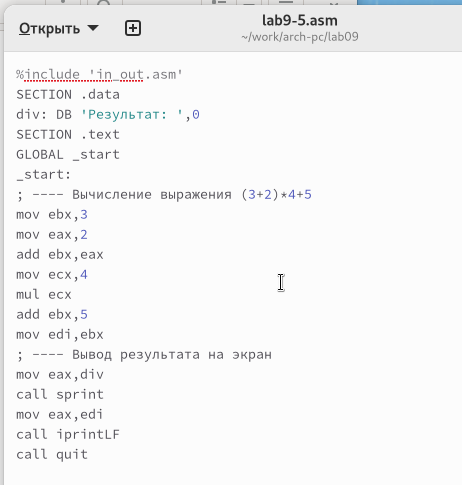 Открыть
lab9-5.asm
~/work/arch-pc/lab09
%include 'in_out.asm'
SECTION .data
div: DB 'Результат: ',0
SECTION .text
GLOBAL _start
_start:
; ---- Вычисление выражения (3+2)*4+5
mov ebx,3
mov eax,2
add ebx,eax
mov ecx,4
mul ecx
add ebx,5
mov edi,ebx
; ---- Вывод результата на экран
mov eax,div
call sprint
mov eax,edi
call iprintLF
call quit